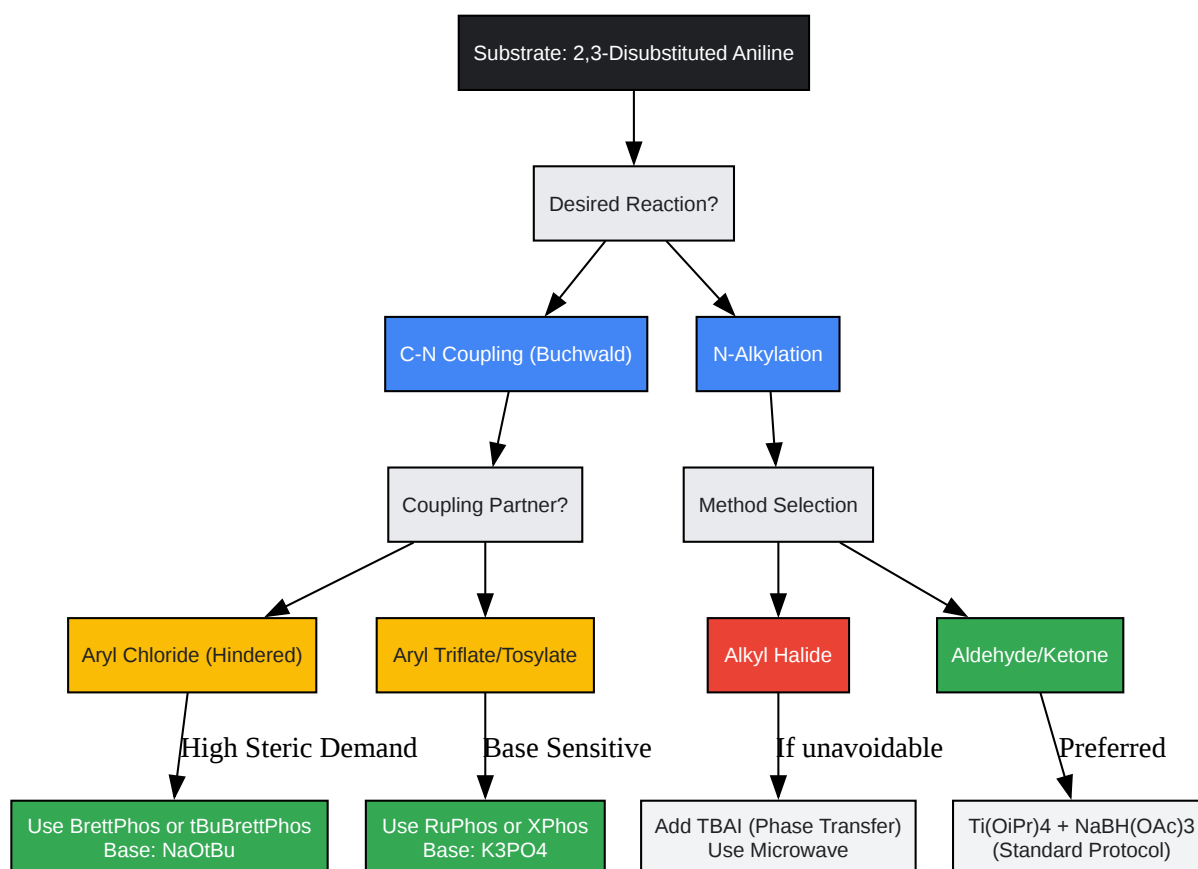 Substrate: 2,3-Disubstituted Aniline
Desired Reaction?
C-N Coupling (Buchwald)
N-Alkylation
Coupling Partner?
Method Selection
Aryl Chloride (Hindered)
Aryl Triflate/Tosylate
Alkyl Halide
Aldehyde/Ketone
High Steric Demand
Base Sensitive
If unavoidable
Preferred
Use BrettPhos or tBuBrettPhos
Base: NaOtBu
Use RuPhos or XPhos
Base: K3PO4
Add TBAI (Phase Transfer)
Use Microwave
Ti(OiPr)4 + NaBH(OAc)3
(Standard Protocol)